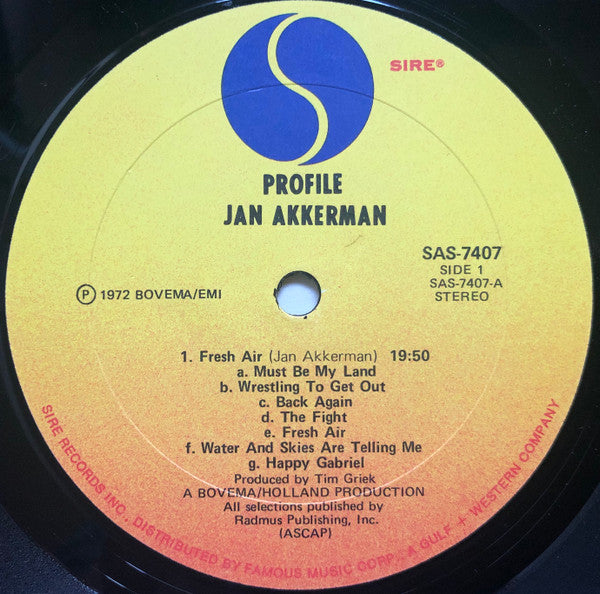 SIRE®
PROFILE
JAN AKKERMAN
SAS-7407
SIDE 1
SAS-7407-A
STEREO
Ⓟ 1972 BOVEMA/EMI
1. Fresh Air (Jan Akkerman) 19:50
a. Must Be My Land
b. Wrestling To Get Out
c. Back Again
d. The Fight
e. Fresh Air
f. Water And Skies Are Telling Me
g. Happy Gabriel
Produced by Tim Griek
A BOVEMA/HOLLAND PRODUCTION
All selections published by
Radmus Publishing, Inc.
(ASCAP)
SIRE RECORDS INC., DISTRIBUTED BY FAMOUS MUSIC CORP., A GULF + WESTERN COMPANY